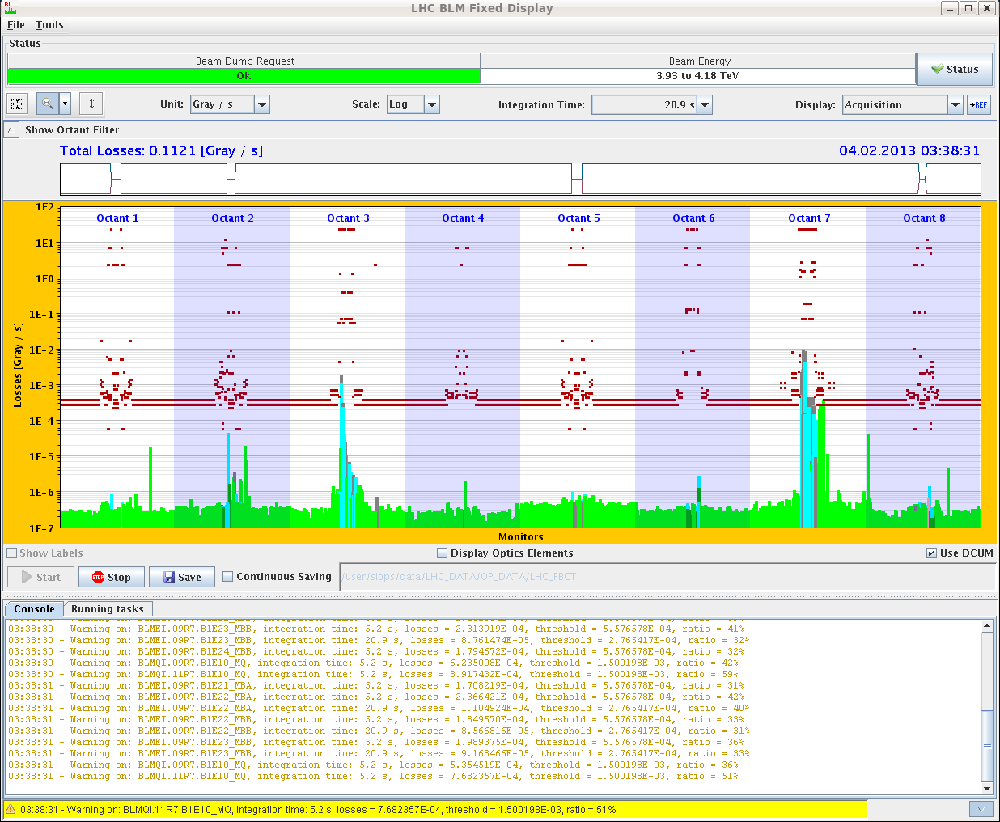 BL
LHC BLM Fixed Display
File Tools
Status
Beam Dump Request
Beam Energy
Ok
3.93 to 4.18 TeV
Status
Unit: Gray / s
Scale: Log
Integration Time: 20.9 s
Display: Acquisition
REF
Show Octant Filter
Total Losses: 0.1121 [Gray / s]
04.02.2013 03:38:31
1E2
1E1
1E0
1E-1
1E-2
1E-3
1E-4
1E-5
1E-6
1E-7
Losses [Gray / s]
Octant 1 Octant 2 Octant 3 Octant 4 Octant 5 Octant 6 Octant 7 Octant 8
Monitors
Show Labels
Display Optics Elements
Use DCUM
Start Stop Save Continuous Saving /user/slops/data/LHC_DATA/OP_DATA/LHC_FBCT
Console Running tasks
03:38:30 - Warning on: BLMEI.09R7.B1E23_MBB, integration time: 5.2 s, losses = 2.313919E-04, threshold = 5.576578E-04, ratio = 41%
03:38:30 - Warning on: BLMEI.09R7.B1E23_MBB, integration time: 20.9 s, losses = 8.761474E-05, threshold = 2.765417E-04, ratio = 32%
03:38:30 - Warning on: BLMEI.09R7.B1E24_MBB, integration time: 5.2 s, losses = 1.794672E-04, threshold = 5.576578E-04, ratio = 32%
03:38:30 - Warning on: BLMQI.09R7.B1E10_MQ, integration time: 5.2 s, losses = 6.235008E-04, threshold = 1.500198E-03, ratio = 42%
03:38:30 - Warning on: BLMQI.11R7.B1E10_MQ, integration time: 5.2 s, losses = 8.917432E-04, threshold = 1.500198E-03, ratio = 59%
03:38:31 - Warning on: BLMEI.09R7.B1E21_MBA, integration time: 5.2 s, losses = 1.708219E-04, threshold = 5.576578E-04, ratio = 31%
03:38:31 - Warning on: BLMEI.09R7.B1E22_MBA, integration time: 5.2 s, losses = 2.366421E-04, threshold = 5.576578E-04, ratio = 42%
03:38:31 - Warning on: BLMEI.09R7.B1E22_MBA, integration time: 20.9 s, losses = 1.104924E-04, threshold = 2.765417E-04, ratio = 40%
03:38:31 - Warning on: BLMEI.09R7.B1E22_MBB, integration time: 5.2 s, losses = 1.849570E-04, threshold = 5.576578E-04, ratio = 33%
03:38:31 - Warning on: BLMEI.09R7.B1E22_MBB, integration time: 20.9 s, losses = 8.566816E-05, threshold = 2.765417E-04, ratio = 31%
03:38:31 - Warning on: BLMEI.09R7.B1E23_MBB, integration time: 5.2 s, losses = 1.989375E-04, threshold = 5.576578E-04, ratio = 36%
03:38:31 - Warning on: BLMEI.09R7.B1E23_MBB, integration time: 20.9 s, losses = 9.168466E-05, threshold = 2.765417E-04, ratio = 33%
03:38:31 - Warning on: BLMQI.09R7.B1E10_MQ, integration time: 5.2 s, losses = 5.354519E-04, threshold = 1.500198E-03, ratio = 36%
03:38:31 - Warning on: BLMQI.11R7.B1E10_MQ, integration time: 5.2 s, losses = 7.682357E-04, threshold = 1.500198E-03, ratio = 51%
03:38:31 - Warning on: BLMQI.11R7.B1E10_MQ, integration time: 5.2 s, losses = 7.682357E-04, threshold = 1.500198E-03, ratio = 51%